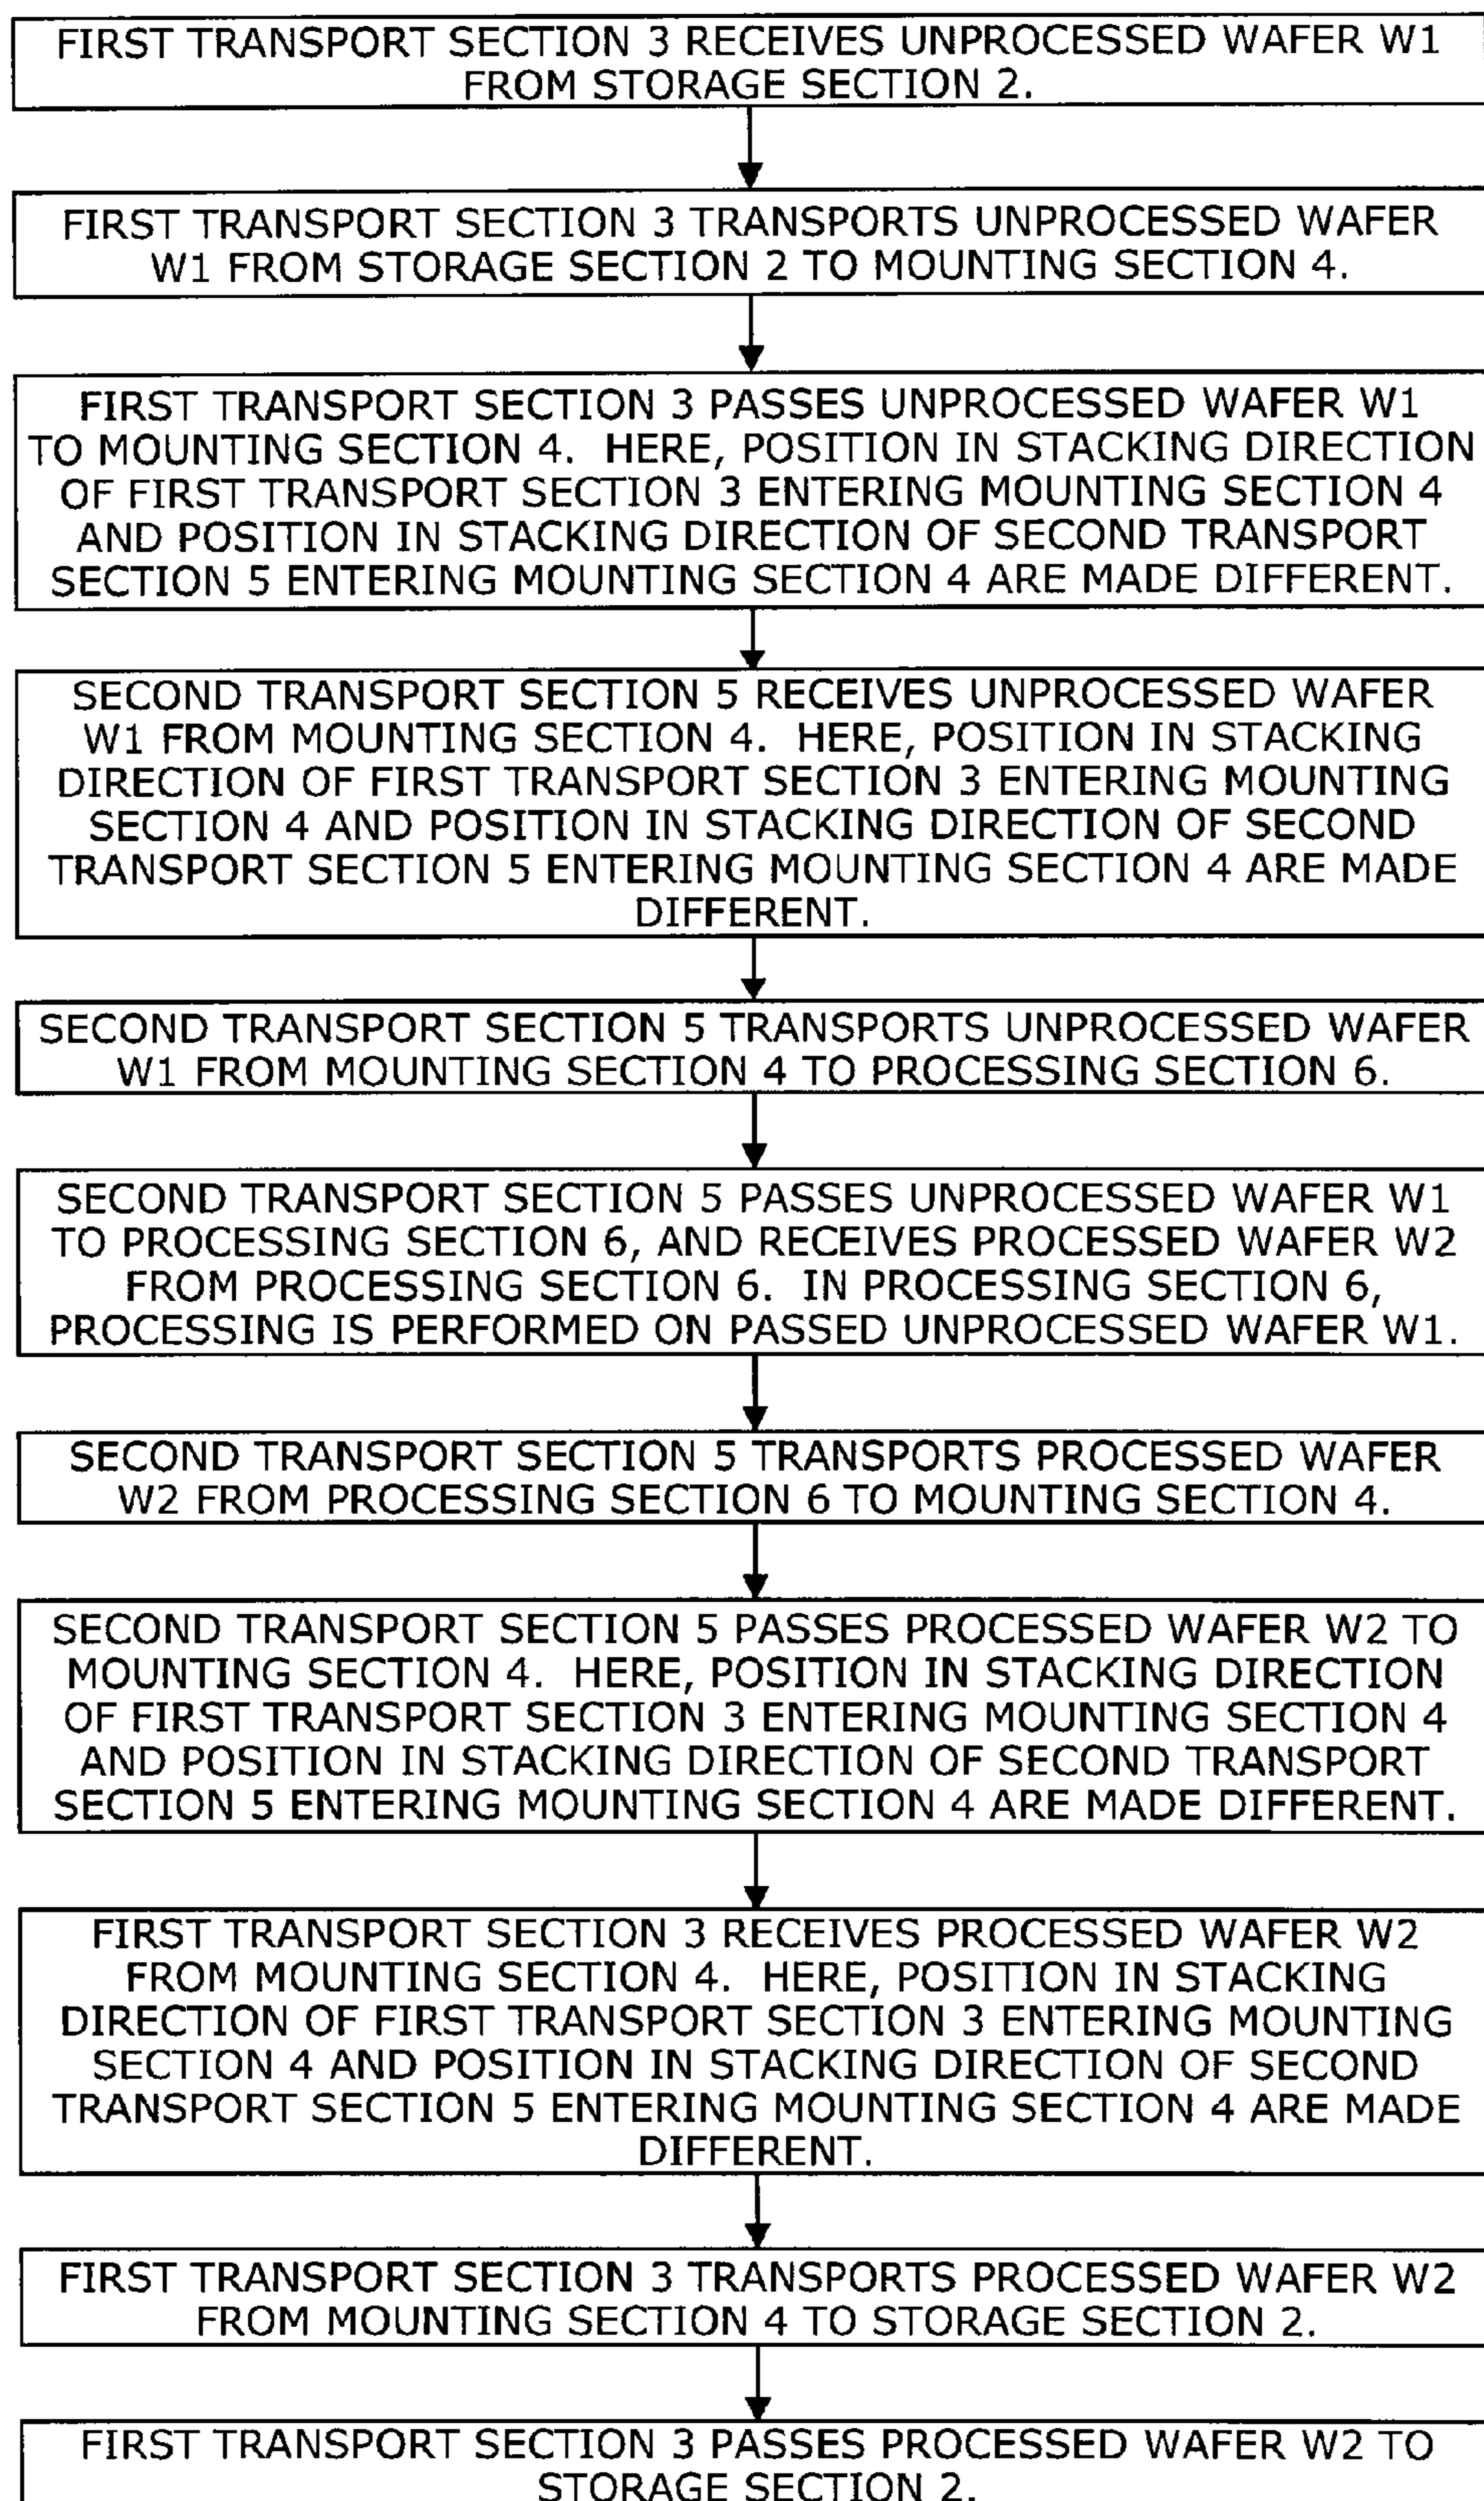 FIRST TRANSPORT SECTION 3 RECEIVES UNPROCESSED WAFER W1
FROM STORAGE SECTION 2.
FIRST TRANSPORT SECTION 3 TRANSPORTS UNPROCESSED WAFER
W1 FROM STORAGE SECTION 2 TO MOUNTING SECTION 4.
FIRST TRANSPORT SECTION 3 PASSES UNPROCESSED WAFER W1
TO MOUNTING SECTION 4. HERE, POSITION IN STACKING DIRECTION
OF FIRST TRANSPORT SECTION 3 ENTERING MOUNTING SECTION 4
AND POSITION IN STACKING DIRECTION OF SECOND TRANSPORT
SECTION 5 ENTERING MOUNTING SECTION 4 ARE MADE DIFFERENT.
SECOND TRANSPORT SECTION 5 RECEIVES UNPROCESSED WAFER
W1 FROM MOUNTING SECTION 4. HERE, POSITION IN STACKING
DIRECTION OF FIRST TRANSPORT SECTION 3 ENTERING MOUNTING
SECTION 4 AND POSITION IN STACKING DIRECTION OF SECOND
TRANSPORT SECTION 5 ENTERING MOUNTING SECTION 4 ARE MADE
DIFFERENT.
SECOND TRANSPORT SECTION 5 TRANSPORTS UNPROCESSED WAFER
W1 FROM MOUNTING SECTION 4 TO PROCESSING SECTION 6.
SECOND TRANSPORT SECTION 5 PASSES UNPROCESSED WAFER W1
TO PROCESSING SECTION 6, AND RECEIVES PROCESSED WAFER W2
FROM PROCESSING SECTION 6. IN PROCESSING SECTION 6,
PROCESSING IS PERFORMED ON PASSED UNPROCESSED WAFER W1.
SECOND TRANSPORT SECTION 5 TRANSPORTS PROCESSED WAFER
W2 FROM PROCESSING SECTION 6 TO MOUNTING SECTION 4.
SECOND TRANSPORT SECTION 5 PASSES PROCESSED WAFER W2 TO
MOUNTING SECTION 4. HERE, POSITION IN STACKING DIRECTION
OF FIRST TRANSPORT SECTION 3 ENTERING MOUNTING SECTION 4
AND POSITION IN STACKING DIRECTION OF SECOND TRANSPORT
SECTION 5 ENTERING MOUNTING SECTION 4 ARE MADE DIFFERENT.
FIRST TRANSPORT SECTION 3 RECEIVES PROCESSED WAFER W2
FROM MOUNTING SECTION 4. HERE, POSITION IN STACKING
DIRECTION OF FIRST TRANSPORT SECTION 3 ENTERING MOUNTING
SECTION 4 AND POSITION IN STACKING DIRECTION OF SECOND
TRANSPORT SECTION 5 ENTERING MOUNTING SECTION 4 ARE MADE
DIFFERENT.
FIRST TRANSPORT SECTION 3 TRANSPORTS PROCESSED WAFER W2
FROM MOUNTING SECTION 4 TO STORAGE SECTION 2.
FIRST TRANSPORT SECTION 3 PASSES PROCESSED WAFER W2 TO
STORAGE SECTION 2.